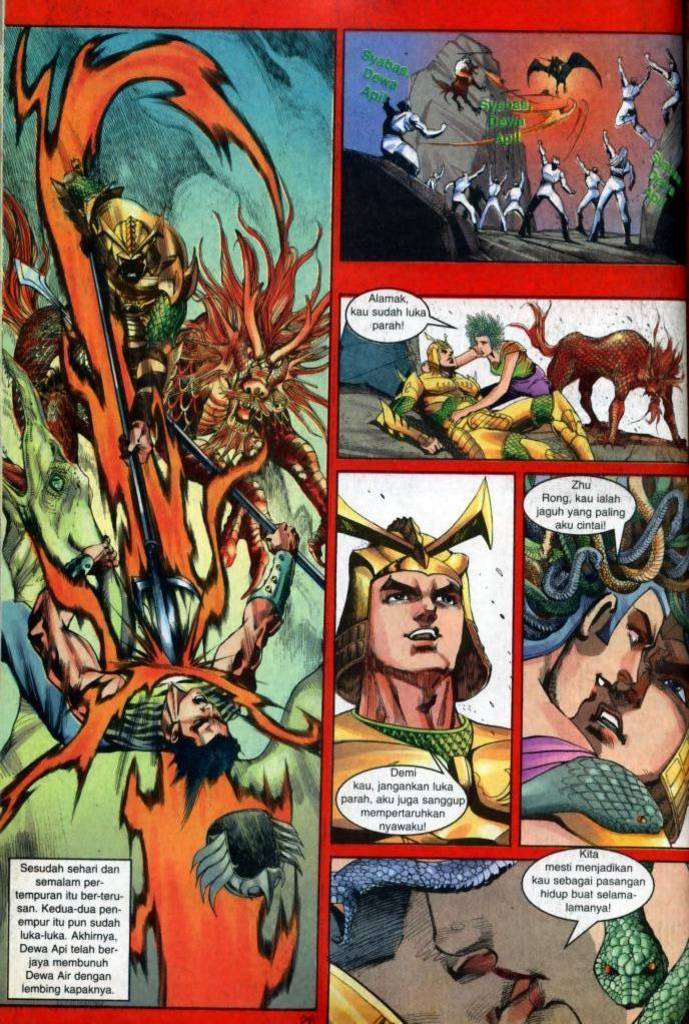 Sesudah sehari dan
semalam per-
tempuran itu ber-teru-
san. Kedua-dua pen-
empur itu pun sudah
luka-luka. Akhirnya,
Dewa Api telah ber-
jaya membunuh
Dewa Air dengan
lembing kapaknya.
Syabas,
Dewa
Api!
Syabas,
Dewa
Api!
Alamak,
kau sudah luka
parah!
Demi
kau, jangankan luka
parah, aku juga sanggup
mempertaruhkan
nyawaku!
Zhu
Rong, kau ialah
jaguh yang paling
aku cintai!
Kita
mesti menjadikan
kau sebagai pasangan
hidup buat selama-
lamanya!